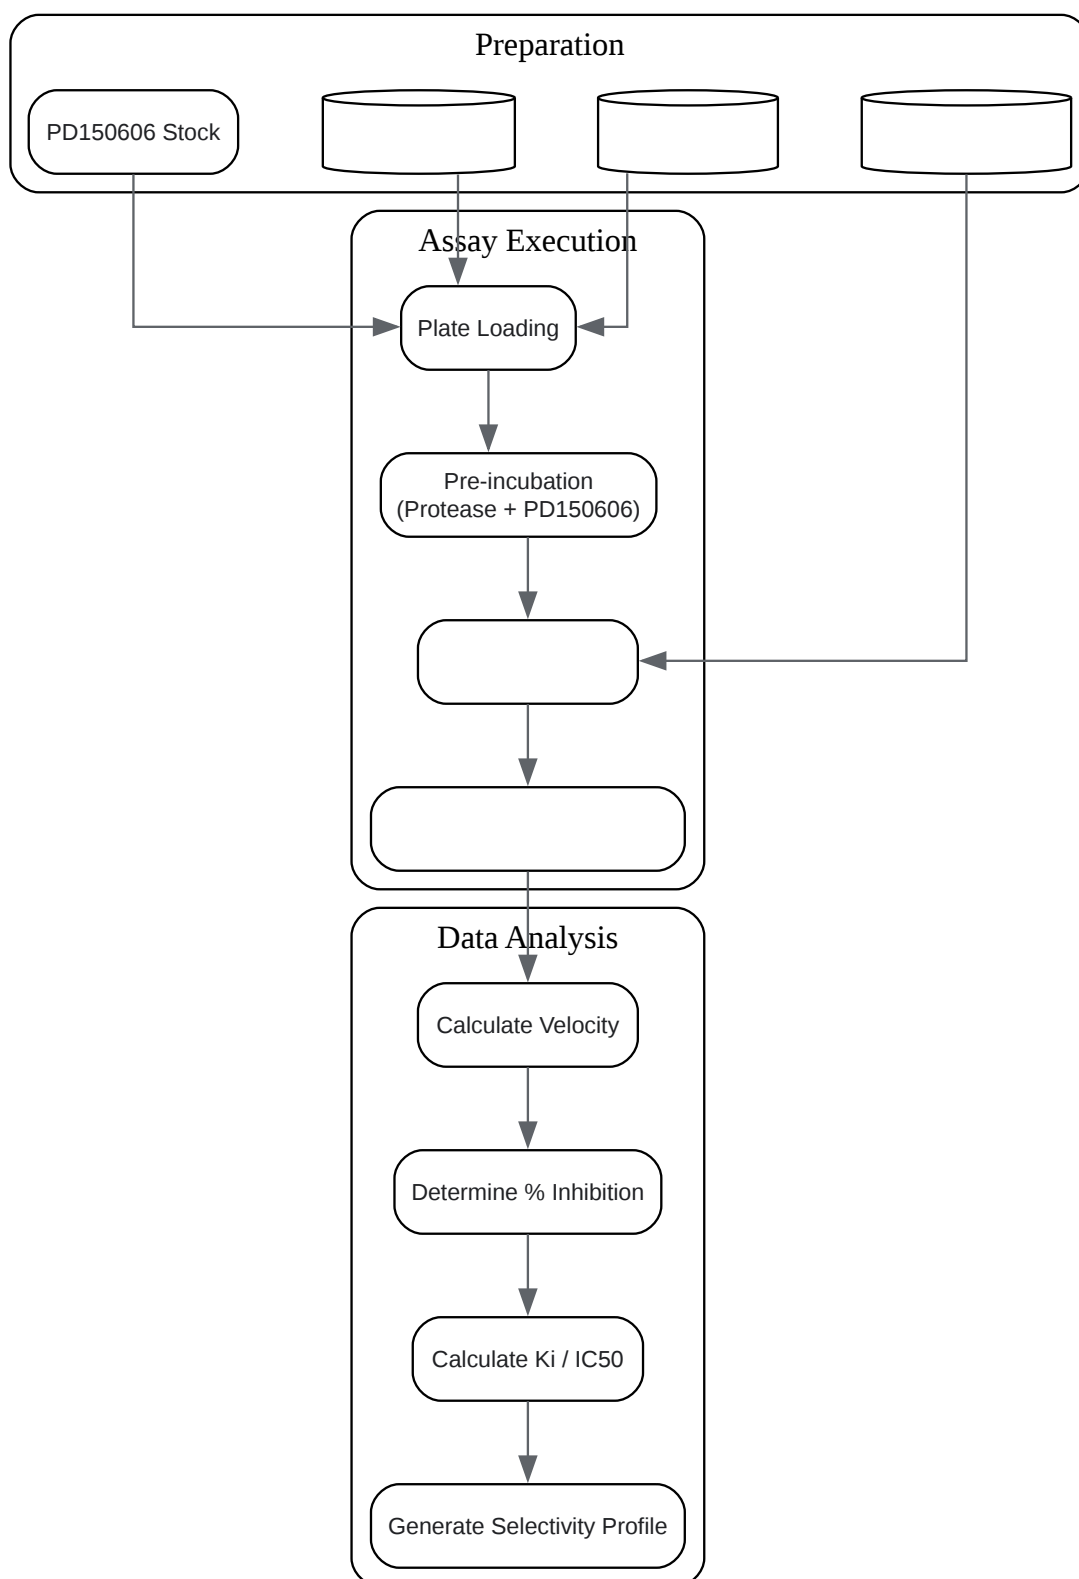 Preparation
PD150606 Stock
Assay Execution
Plate Loading
Pre-incubation
(Protease + PD150606)
Data Analysis
Calculate Velocity
Determine % Inhibition
Calculate Ki / IC50
Generate Selectivity Profile